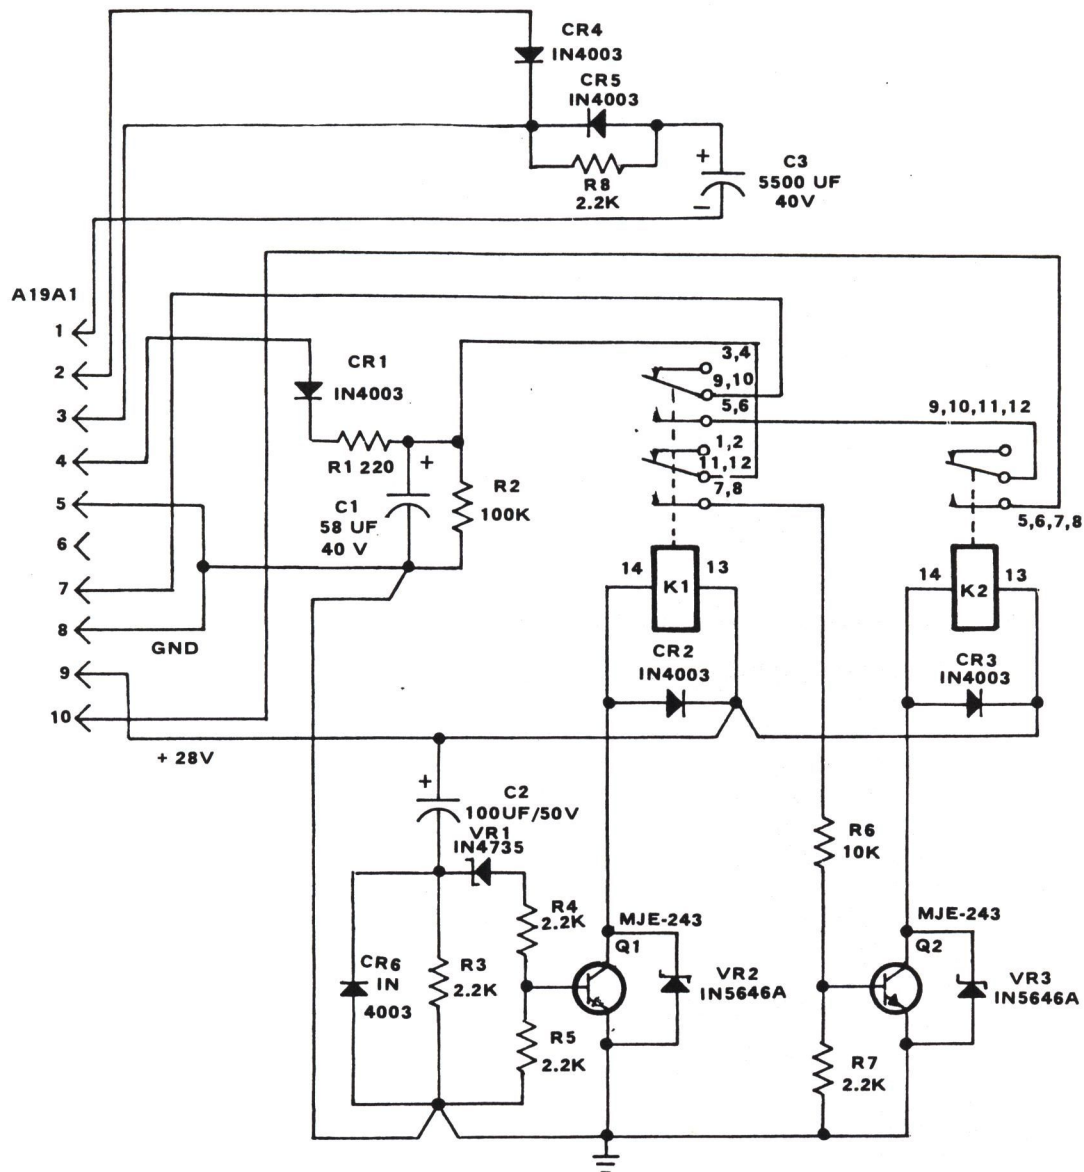 CR4
IN4003
CR5
IN4003
+
C3
5500 UF
40V
−
R8
2.2K
A19A1
1
2
3
4
5
6
7
8
9
10
GND
+ 28V
CR1
IN4003
R1 220
+
C1
58 UF
40 V
R2
100K
3,4
9,10
5,6
1,2
11,12
7,8
9,10,11,12
5,6,7,8
14
K1
13
CR2
IN4003
14
K2
13
CR3
IN4003
+
C2
100UF/50V
VR1
IN4735
R4
2.2K
R6
10K
MJE-243
Q1
MJE-243
Q2
CR6
IN
4003
R3
2.2K
VR2
IN5646A
VR3
IN5646A
R5
2.2K
R7
2.2K